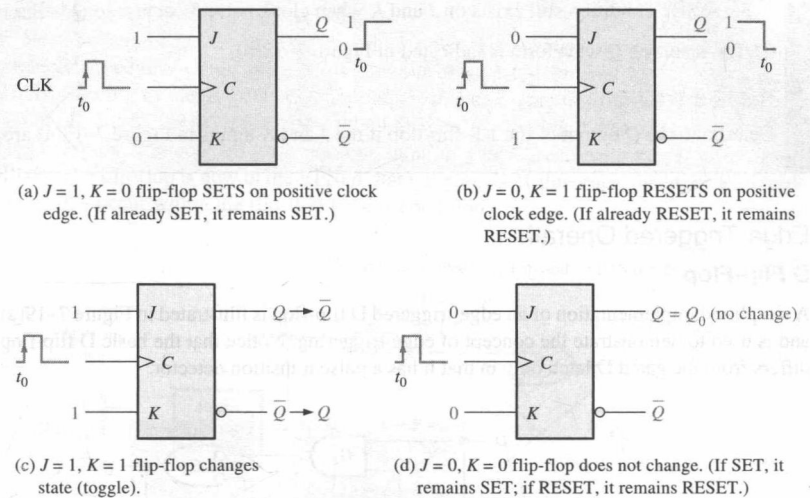 1 J Q 1
0
CLK C t0
t0
0 K Q̅
(a) J = 1, K = 0 flip-flop SETS on positive clock
edge. (If already SET, it remains SET.)
0 J Q 1
0
C t0
t0
1 K Q̅
(b) J = 0, K = 1 flip-flop RESETS on positive
clock edge. (If already RESET, it remains
RESET.)
1 J Q → Q̅
C
t0
1 K Q̅ → Q
(c) J = 1, K = 1 flip-flop changes
state (toggle).
0 J Q = Q0 (no change)
C
t0
0 K Q̅
(d) J = 0, K = 0 flip-flop does not change. (If SET, it
remains SET; if RESET, it remains RESET.)